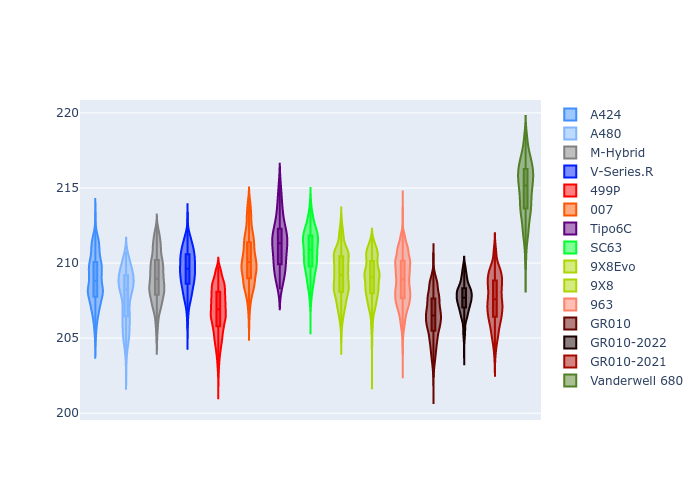 220
215
210
205
200
A424
A480
M-Hybrid
V-Series.R
499P
007
Tipo6C
SC63
9X8Evo
9X8
963
GR010
GR010-2022
GR010-2021
Vanderwell 680